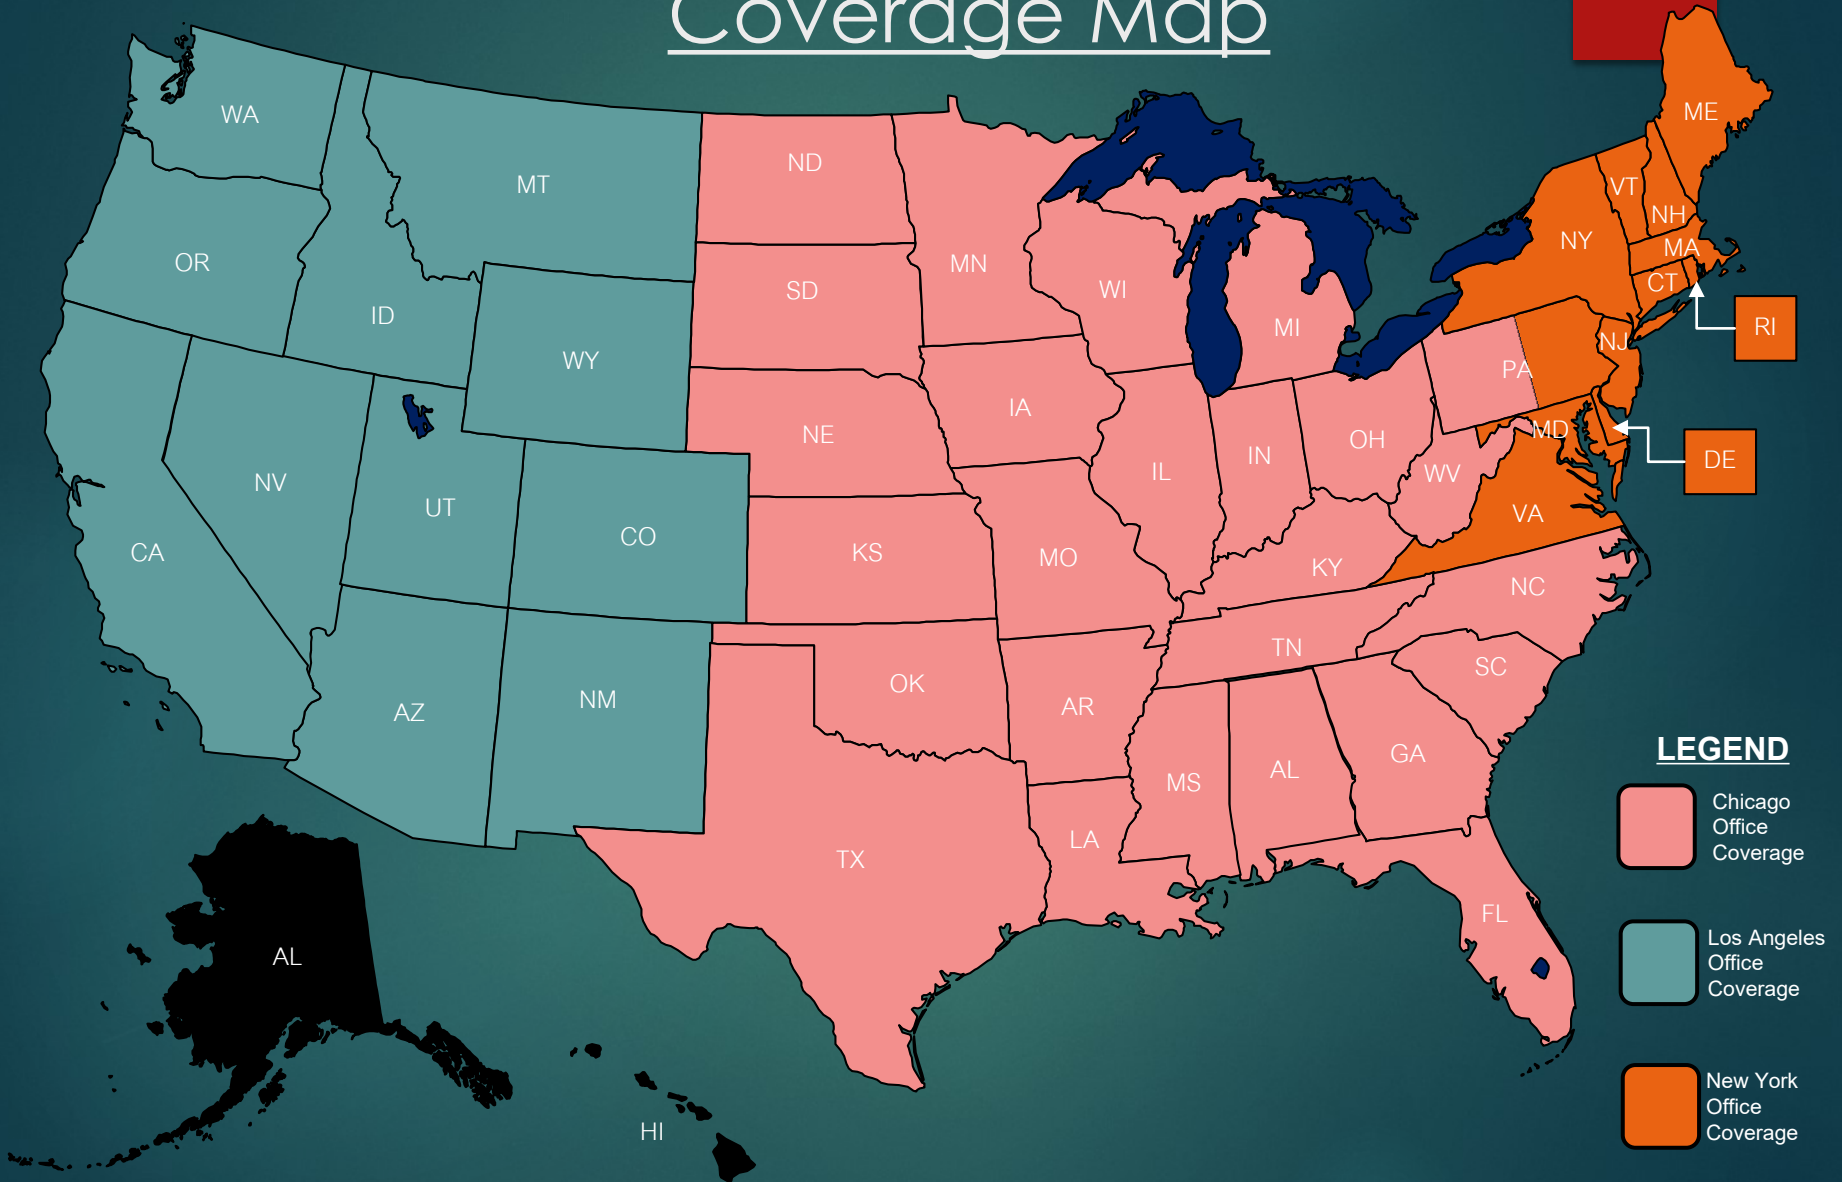 Coverage Map
WA
MT
ND
MN
ME
VT
NH
NY
MA
CT
OR
ID
SD
WI
MI
RI
WY
NJ
PA
NE
IA
MD
OH
IN
IL
WV
DE
NV
UT
CO
CA
KS
MO
KY
VA
NC
TN
SC
AZ
NM
OK
AR
GA
AL
MS
LA
TX
FL
AL
HI
LEGEND
Chicago
Office
Coverage
Los Angeles
Office
Coverage
New York
Office
Coverage